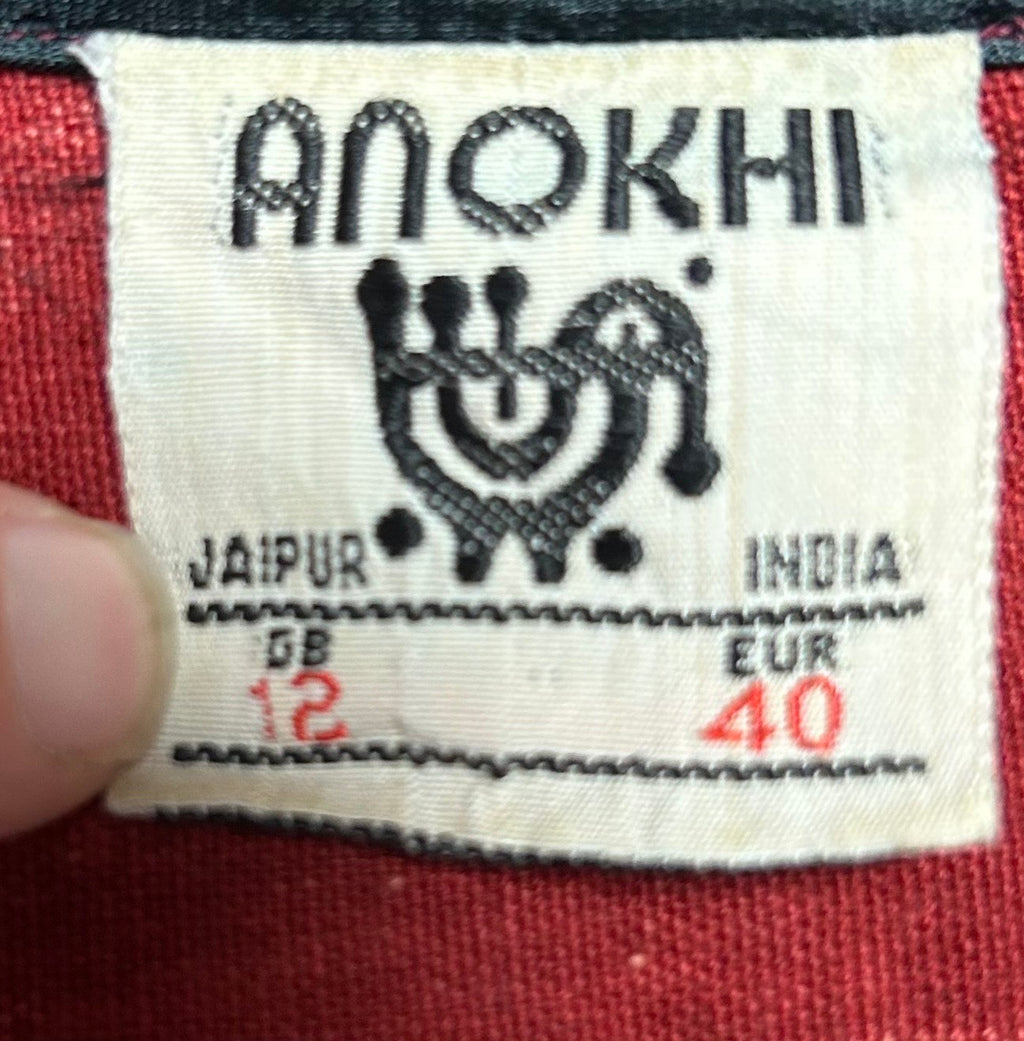 ANOKHI
JAIPUR INDIA
GB EUR
12 40